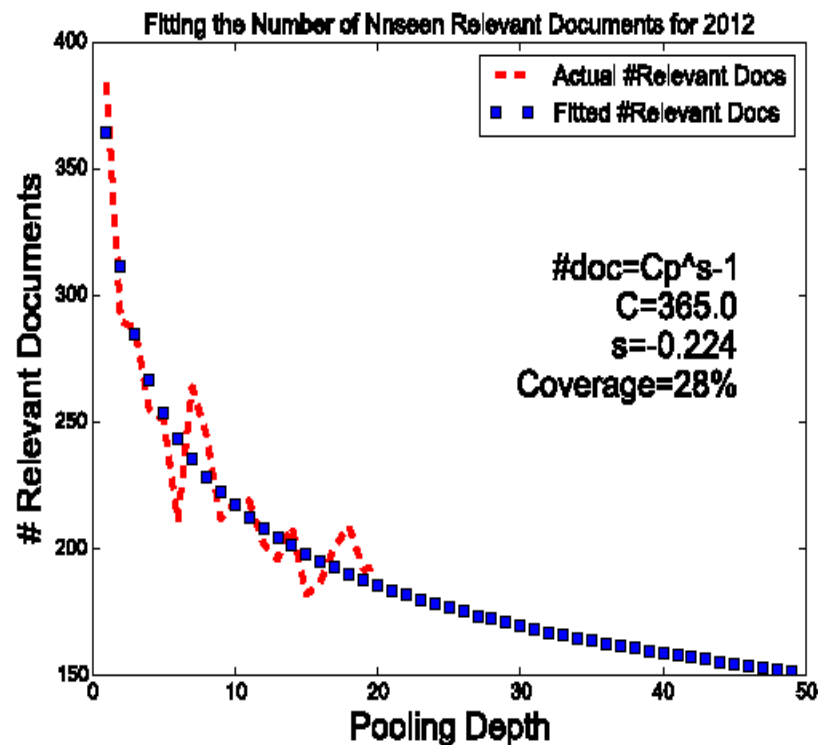 Fitting the Number of Nnseen Relevant Documents for 2012
400
350
300
250
200
150
# Relevant Documents
Actual #Relevant Docs
Fitted #Relevant Docs
#doc=Cp^s-1
C=365.0
s=-0.224
Coverage=28%
0
10
20
30
40
50
Pooling Depth